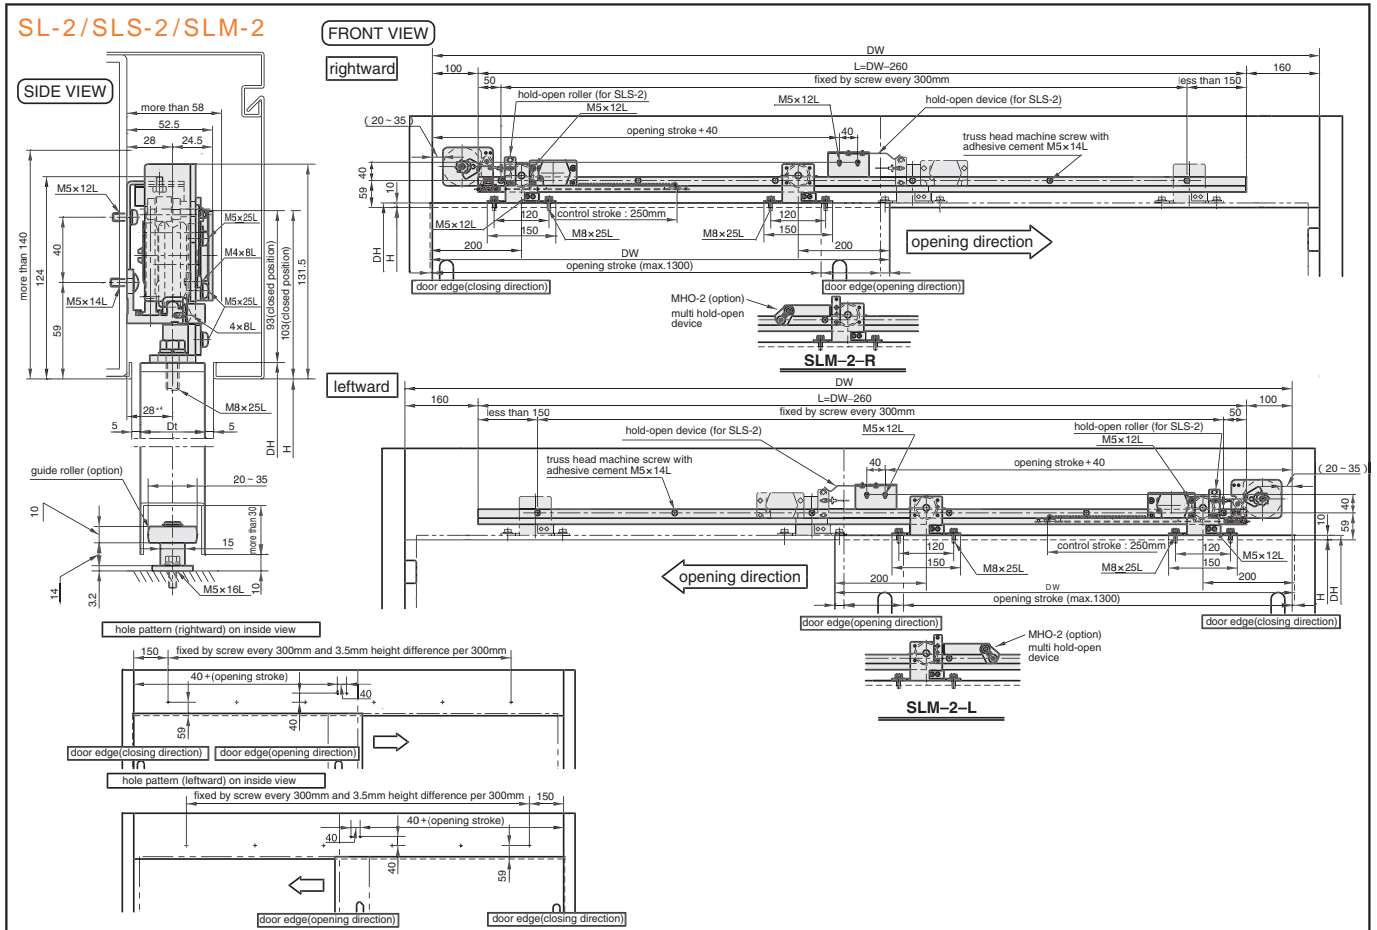 SL-2/SLS-2/SLM-2
SIDE VIEW
more than 58
52.5
28
24.5
M5×12L
M5×14L
more than 140
124
40
59
M5×25L
M4×8L
M5×25L
4×8L
93(closed position)
103(closed position)
131.5
M8×25L
28⁺⁴
5
Dt
5
DH
H
guide roller (option)
20~35
10
more than 30
15
14
3.2
M5×16L
10
FRONT VIEW
rightward
DW
100
L=DW–260
160
50
fixed by screw every 300mm
less than 150
hold-open roller (for SLS-2)
M5×12L
M5×12L
hold-open device (for SLS-2)
(20~35)
opening stroke+40
40
truss head machine screw with
adhesive cement M5×14L
40
10
59
120
control stroke : 250mm
120
M5×12L
150
M8×25L
M8×25L
150
200
200
opening direction
DH
H
DW
opening stroke (max.1300)
door edge(closing direction)
door edge(opening direction)
MHO-2 (option)
multi hold-open
device
SLM–2–R
leftward
DW
160
L=DW–260
100
less than 150
fixed by screw every 300mm
50
hold-open device (for SLS-2)
M5×12L
hold-open roller (for SLS-2)
M5×12L
truss head machine screw with
adhesive cement M5×14L
40
opening stroke+40
(20~35)
40
10
59
120
control stroke : 250mm
120
M5×12L
150
M8×25L
M8×25L
150
opening direction
200
200
DW
H
DH
opening stroke (max.1300)
door edge(opening direction)
door edge(closing direction)
MHO-2 (option)
multi hold-open
device
SLM–2–L
hole pattern (rightward) on inside view
150
fixed by screw every 300mm and 3.5mm height difference per 300mm
40+(opening stroke)
40
40
59
door edge(closing direction)
door edge(opening direction)
hole pattern (leftward) on inside view
fixed by screw every 300mm and 3.5mm height difference per 300mm
150
40+(opening stroke)
40
40
59
door edge(opening direction)
door edge(closing direction)